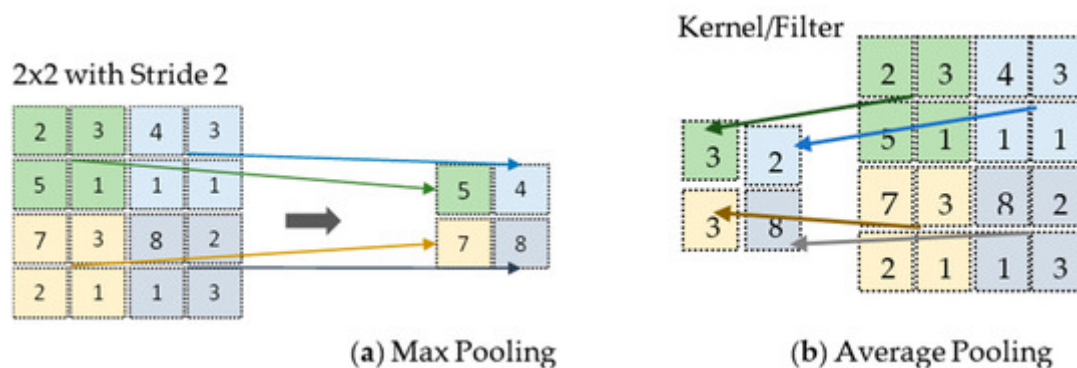 2x2 with Stride 2
2 3 4 3
5 1 1 1
7 3 8 2
2 1 1 3
5 4
7 8
(a) Max Pooling
Kernel/Filter
3 2
3 8
2 3 4 3
5 1 1 1
7 3 8 2
2 1 1 3
(b) Average Pooling